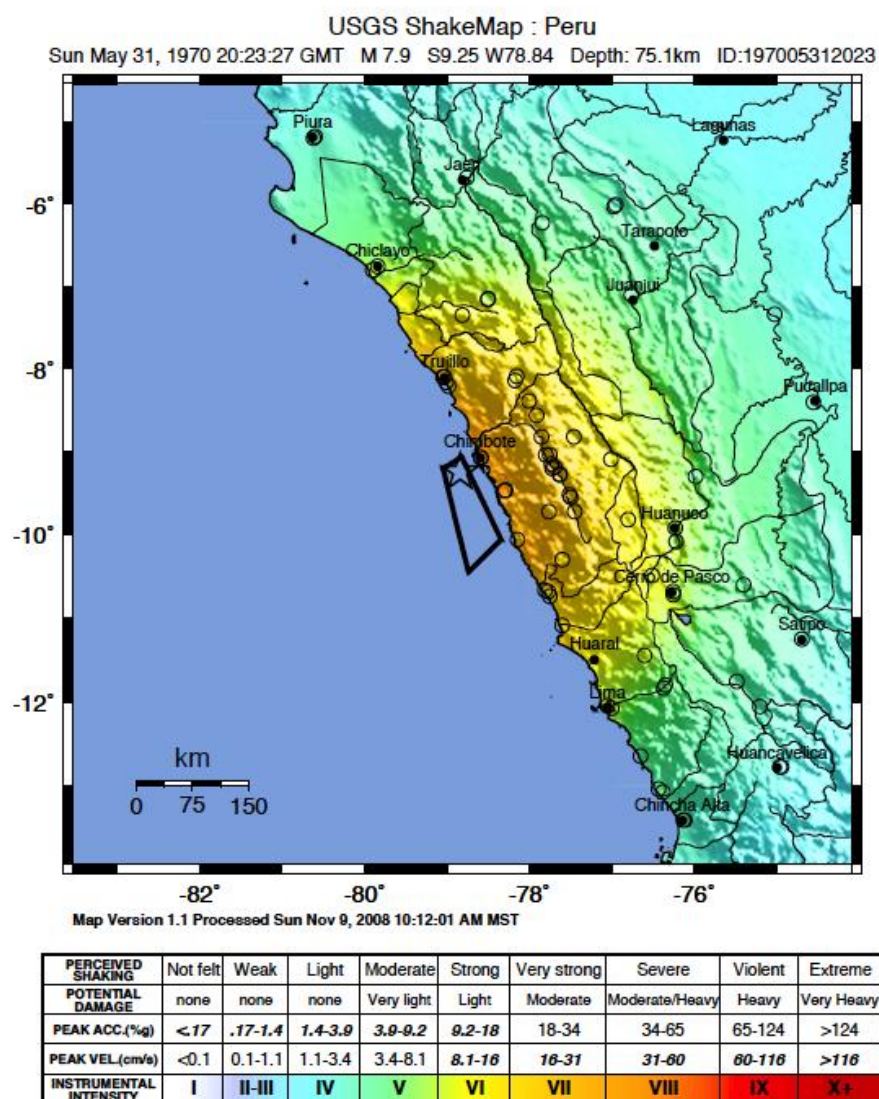 USGS ShakeMap : Peru
Sun May 31, 1970 20:23:27 GMT M 7.9 S9.25 W78.84 Depth: 75.1km ID:197005312023
Piura
Lagunas
Jaen
-6°
Tarapoto
Chiclayo
Juanjui
-8°
Trujillo
Pucallpa
Chimbote
-10°
Huanuco
Cerro de Pasco
Satipo
Huaral
-12°
Lima
km
Huancavelica
0 75 150
Chincha Alta
-82° -80° -78° -76°
Map Version 1.1 Processed Sun Nov 9, 2008 10:12:01 AM MST
PERCEIVED SHAKING Not felt Weak Light Moderate Strong Very strong Severe Violent Extreme
POTENTIAL DAMAGE none none none Very light Light Moderate Moderate/Heavy Heavy Very Heavy
PEAK ACC.(%g) <.17 .17-1.4 1.4-3.9 3.9-9.2 9.2-18 18-34 34-65 65-124 >124
PEAK VEL.(cm/s) <0.1 0.1-1.1 1.1-3.4 3.4-8.1 8.1-16 16-31 31-60 60-116 >116
INSTRUMENTAL INTENSITY I II-III IV V VI VII VIII IX X+